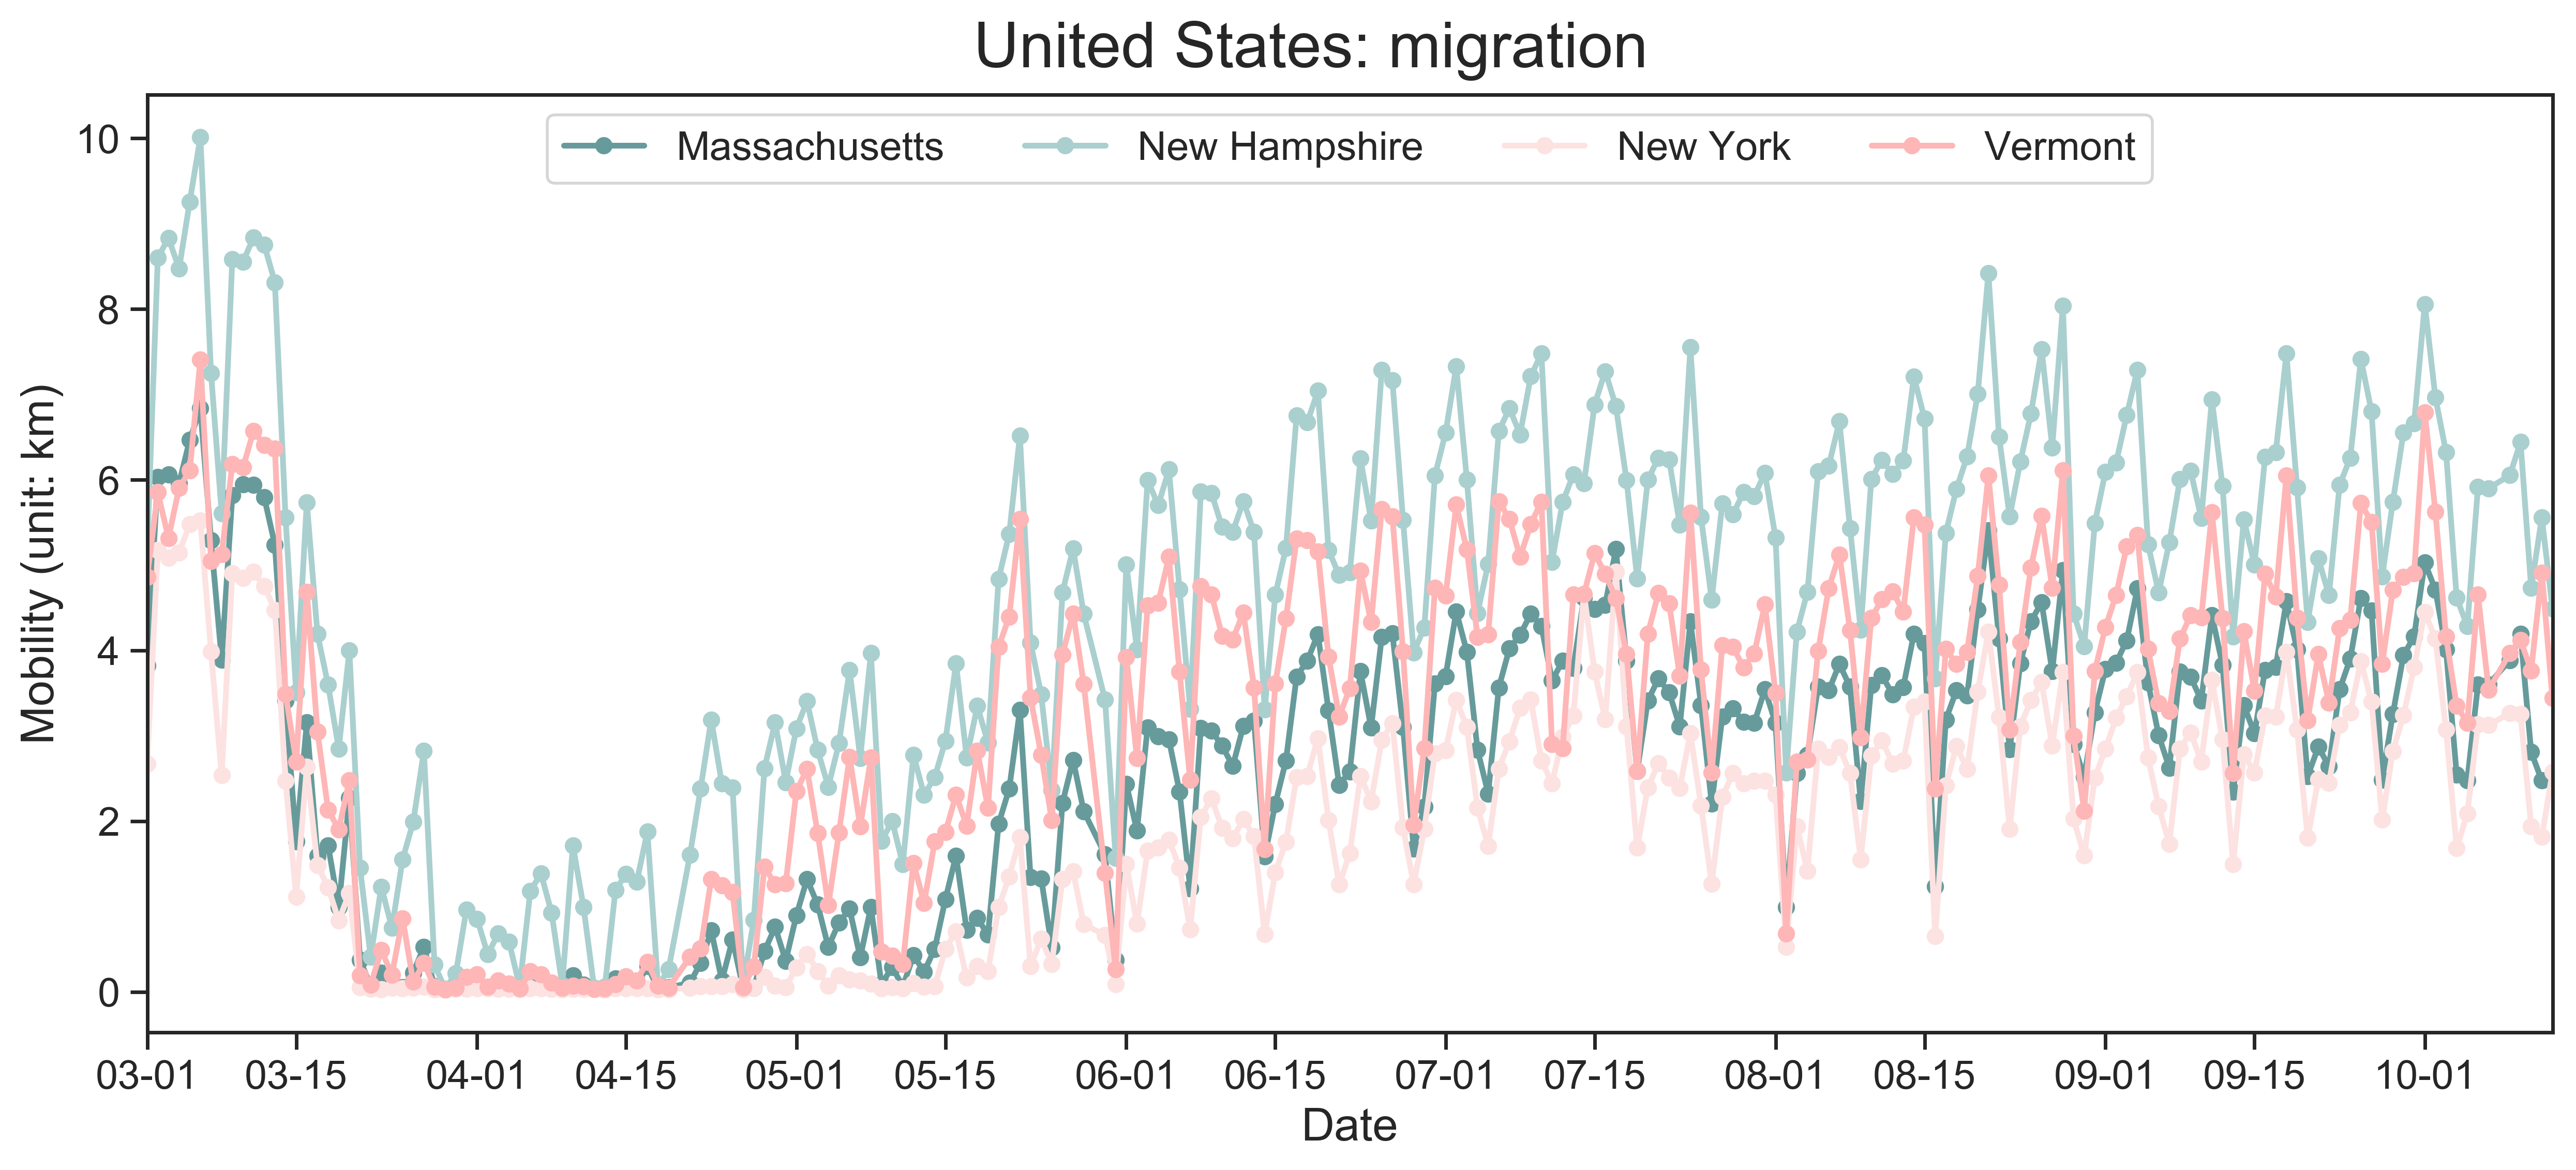 United States: migration
Massachusetts New Hampshire New York Vermont
Mobility (unit: km)
10
8
6
4
2
0
03-01 03-15 04-01 04-15 05-01 05-15 06-01 06-15 07-01 07-15 08-01 08-15 09-01 09-15 10-01
Date